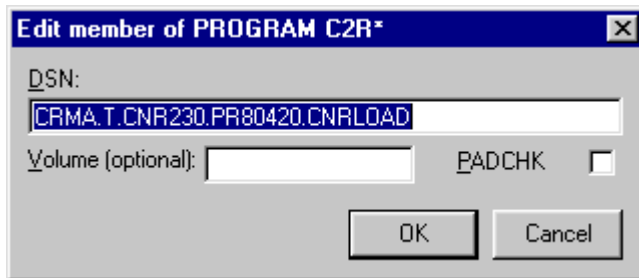 Edit member of PROGRAM C2R*
DSN:
CRMA.T.CNR230.PR80420.CNRLOAD
Volume (optional): PADCHK
OK Cancel